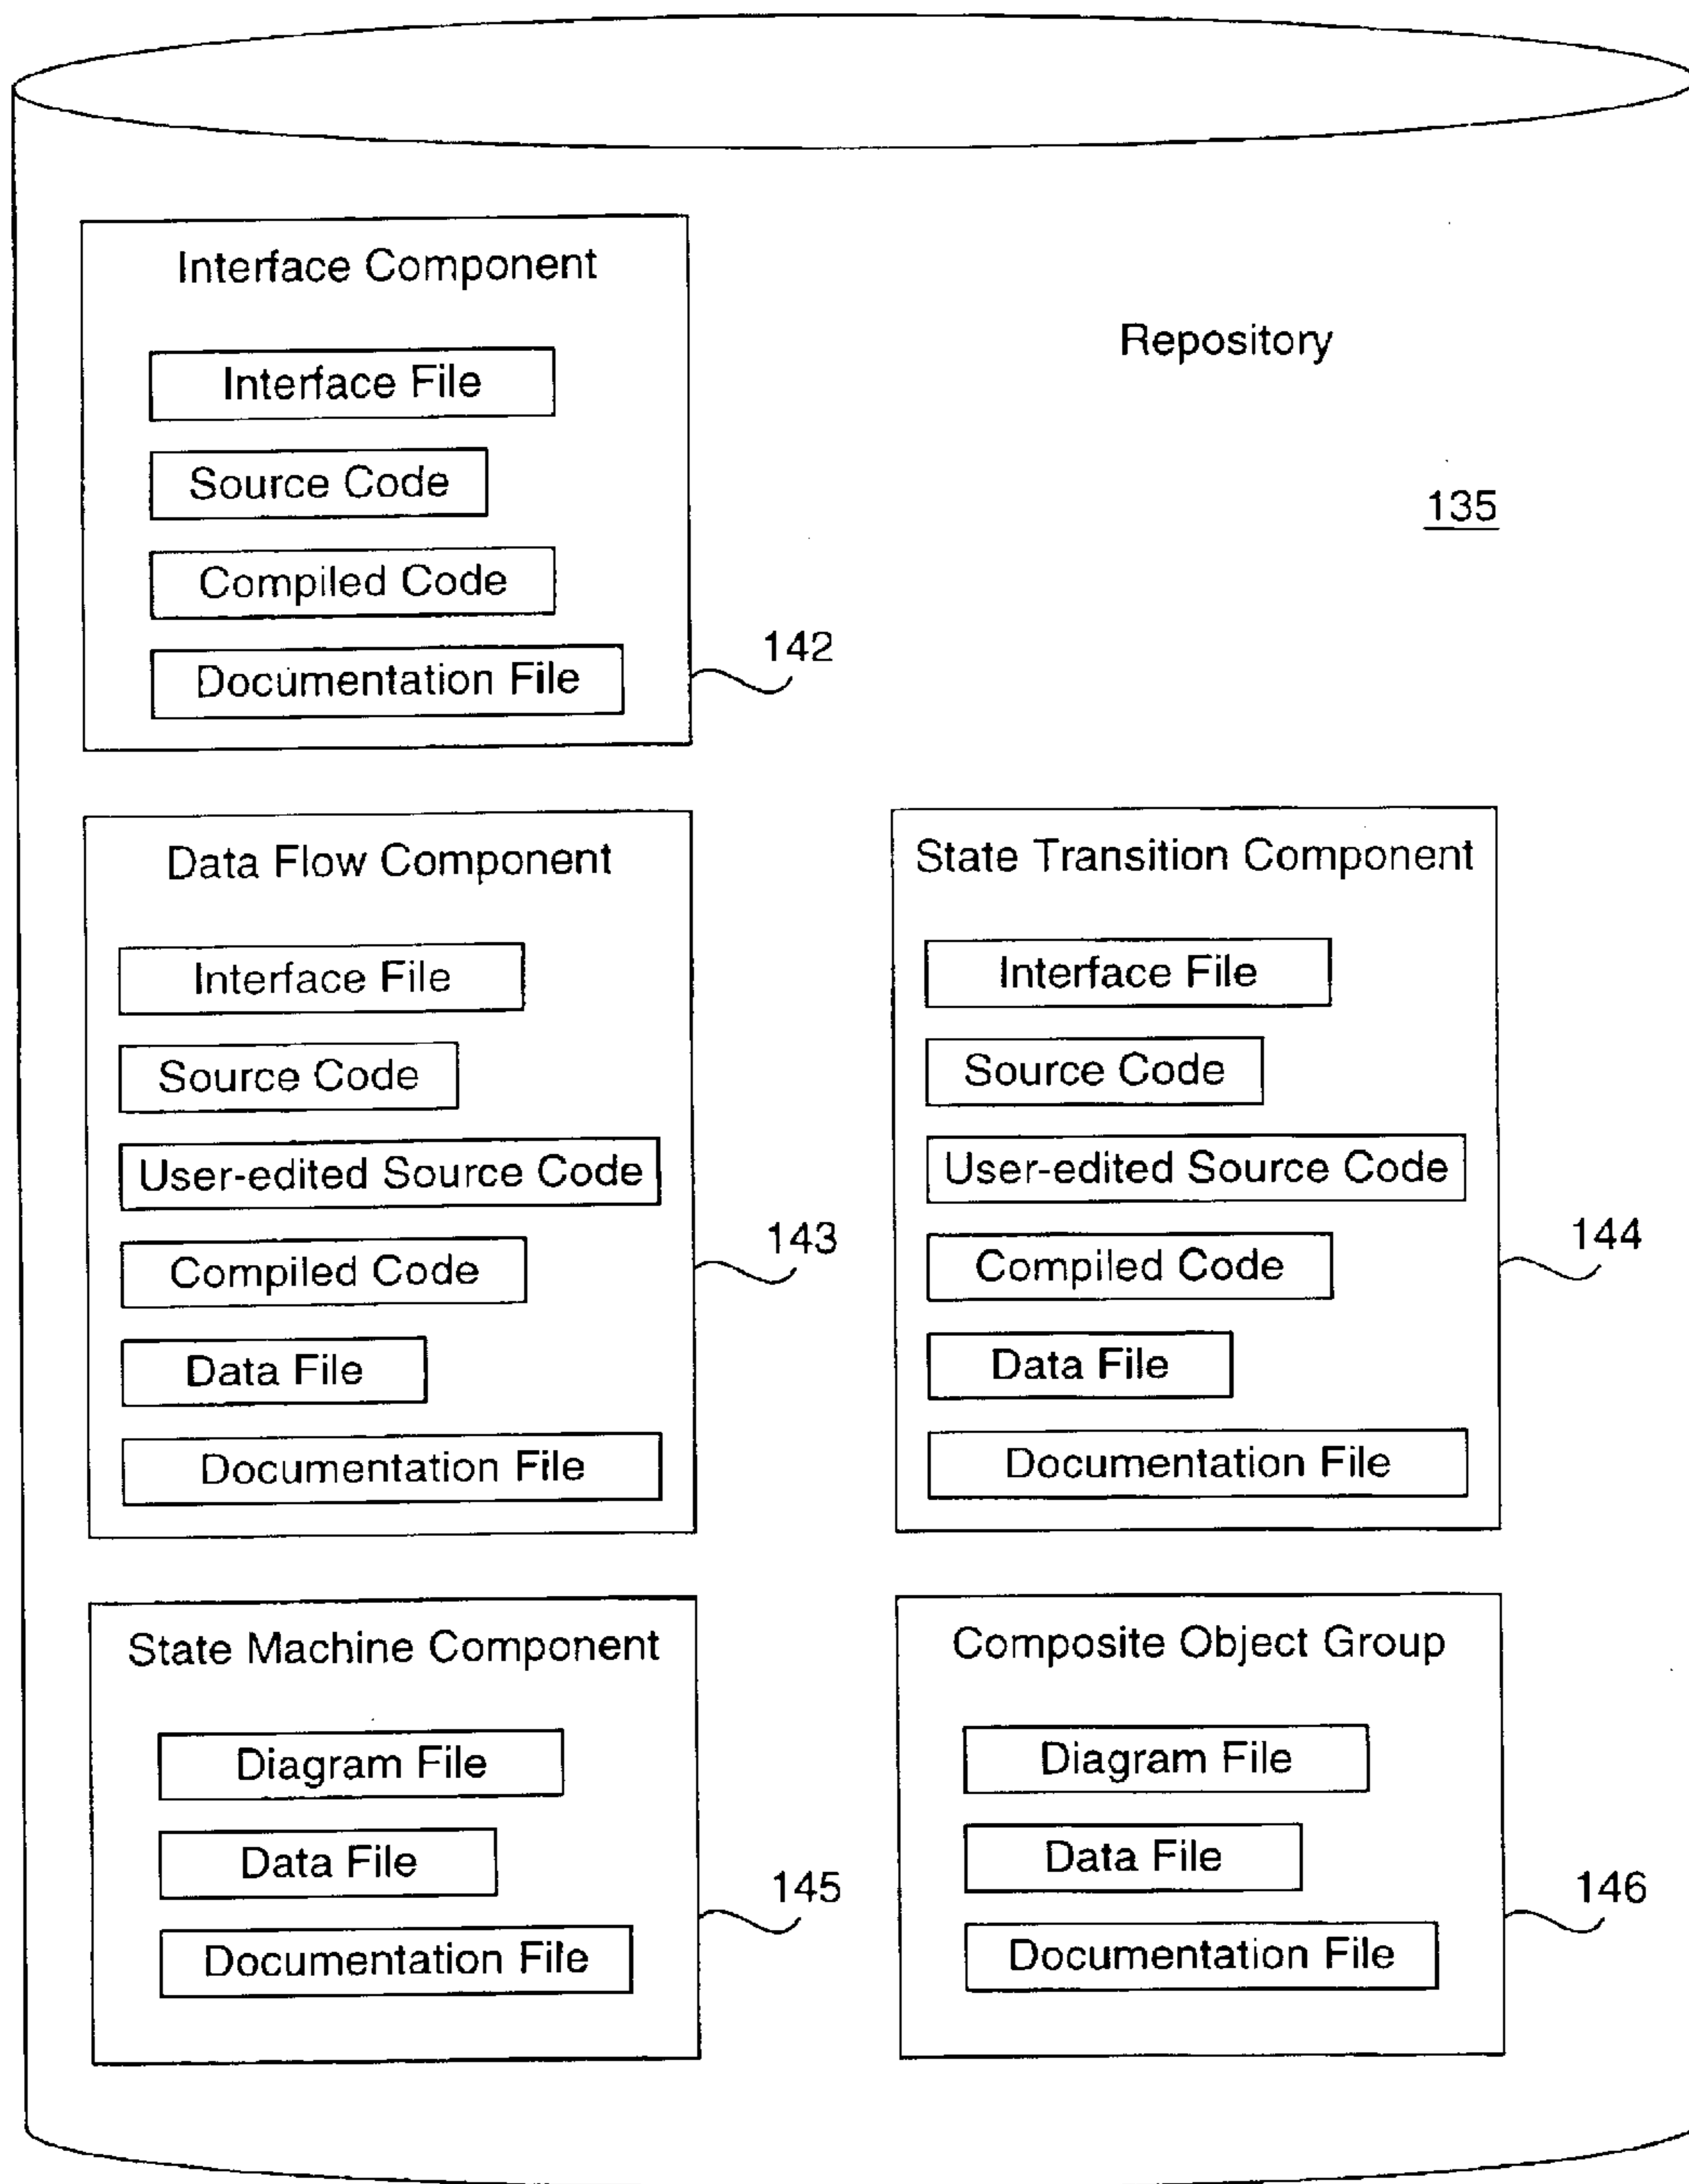 Interface Component
Interface File
Source Code
Compiled Code
Documentation File
142
Repository
135
Data Flow Component
Interface File
Source Code
User-edited Source Code
Compiled Code
Data File
Documentation File
143
State Transition Component
Interface File
Source Code
User-edited Source Code
Compiled Code
Data File
Documentation File
144
State Machine Component
Diagram File
Data File
Documentation File
145
Composite Object Group
Diagram File
Data File
Documentation File
146